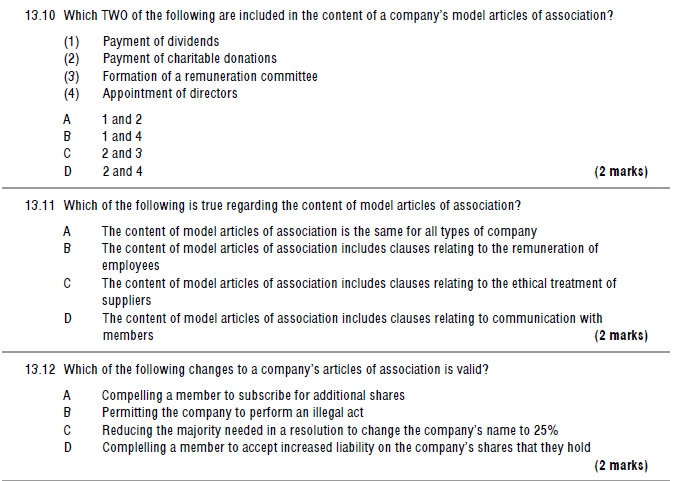 13.10 Which TWO of the following are included in the content of a company's model articles of association?
(1) Payment of dividends
(2) Payment of charitable donations
(3) Formation of a remuneration committee
(4) Appointment of directors
A 1 and 2
B 1 and 4
C 2 and 3
D 2 and 4 (2 marks)
13.11 Which of the following is true regarding the content of model articles of association?
A The content of model articles of association is the same for all types of company
B The content of model articles of association includes clauses relating to the remuneration of
employees
C The content of model articles of association includes clauses relating to the ethical treatment of
suppliers
D The content of model articles of association includes clauses relating to communication with
members (2 marks)
13.12 Which of the following changes to a company's articles of association is valid?
A Compelling a member to subscribe for additional shares
B Permitting the company to perform an illegal act
C Reducing the majority needed in a resolution to change the company's name to 25%
D Complelling a member to accept increased liability on the company's shares that they hold
(2 marks)